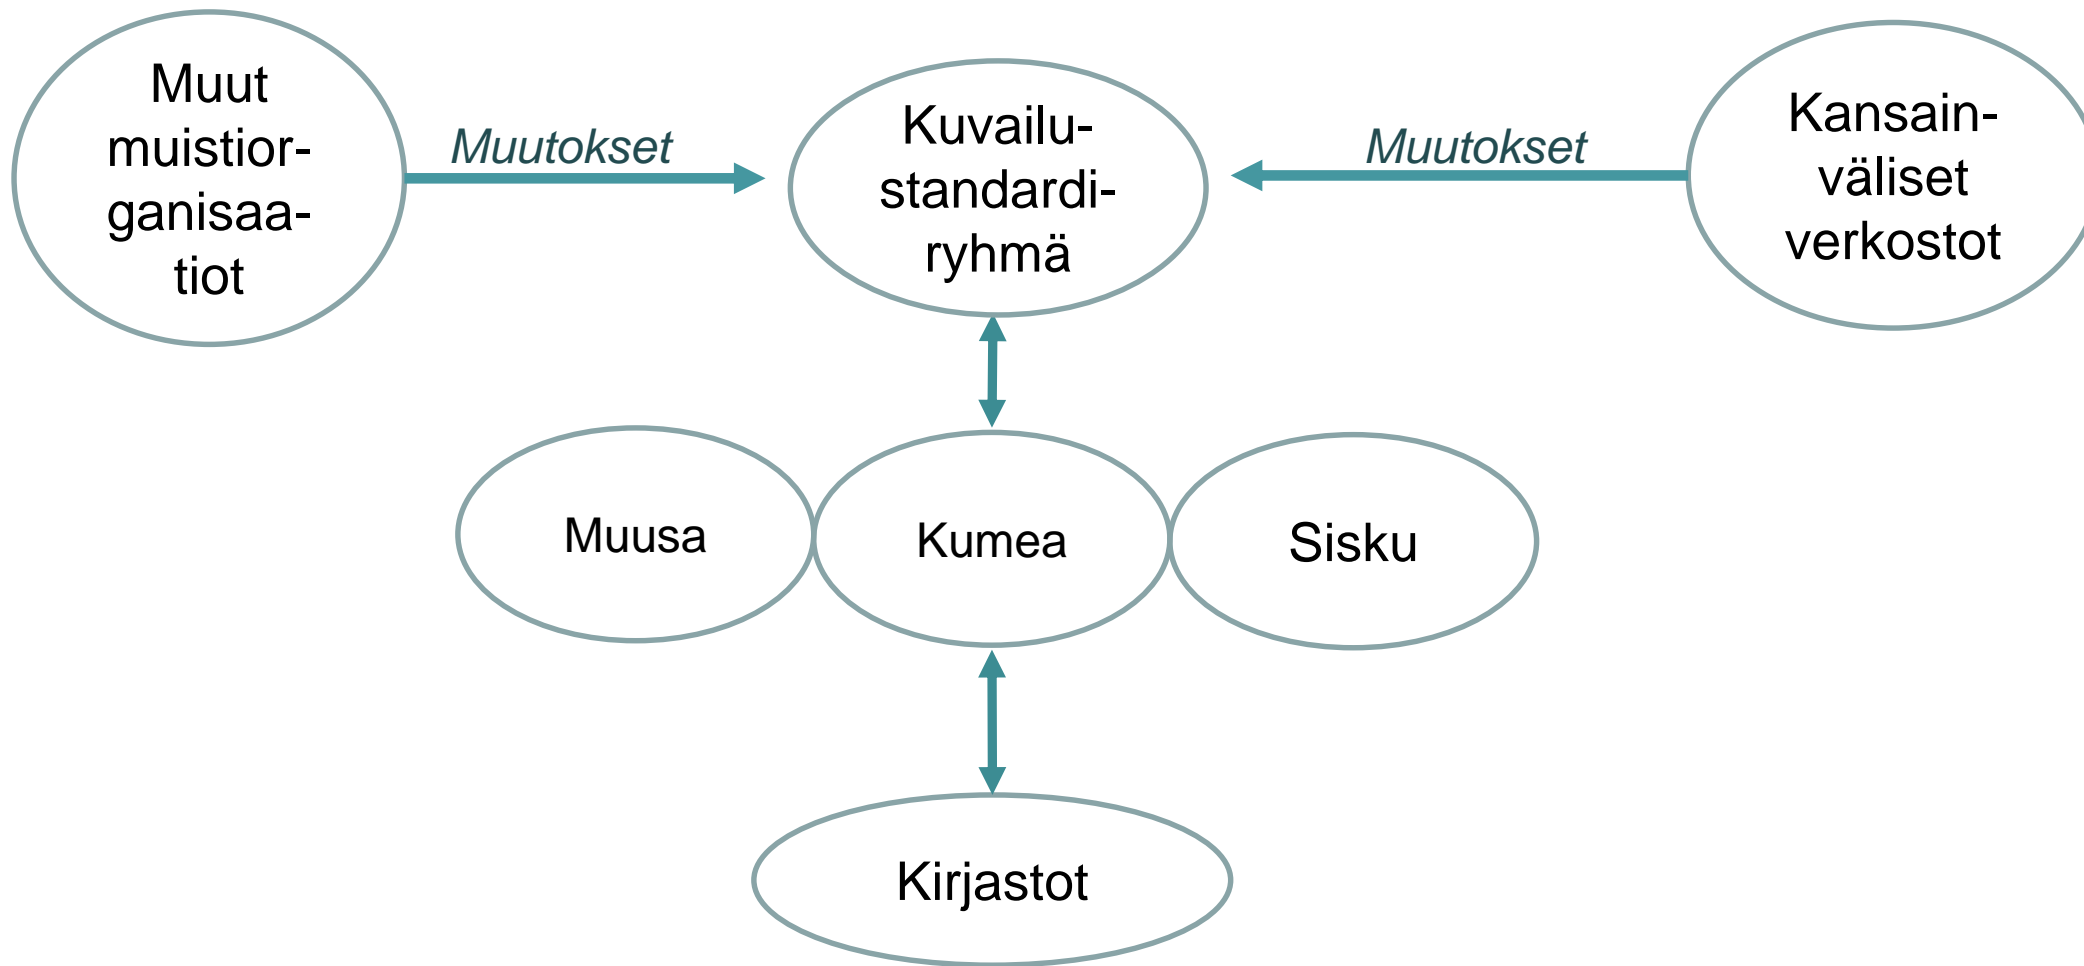 Muut
muistior-
ganisaa-
tiot
Muutokset
Kuvailu-
standardi-
ryhmä
Muutokset
Kansain-
väliset
verkostot
Muusa
Kumea
Sisku
Kirjastot